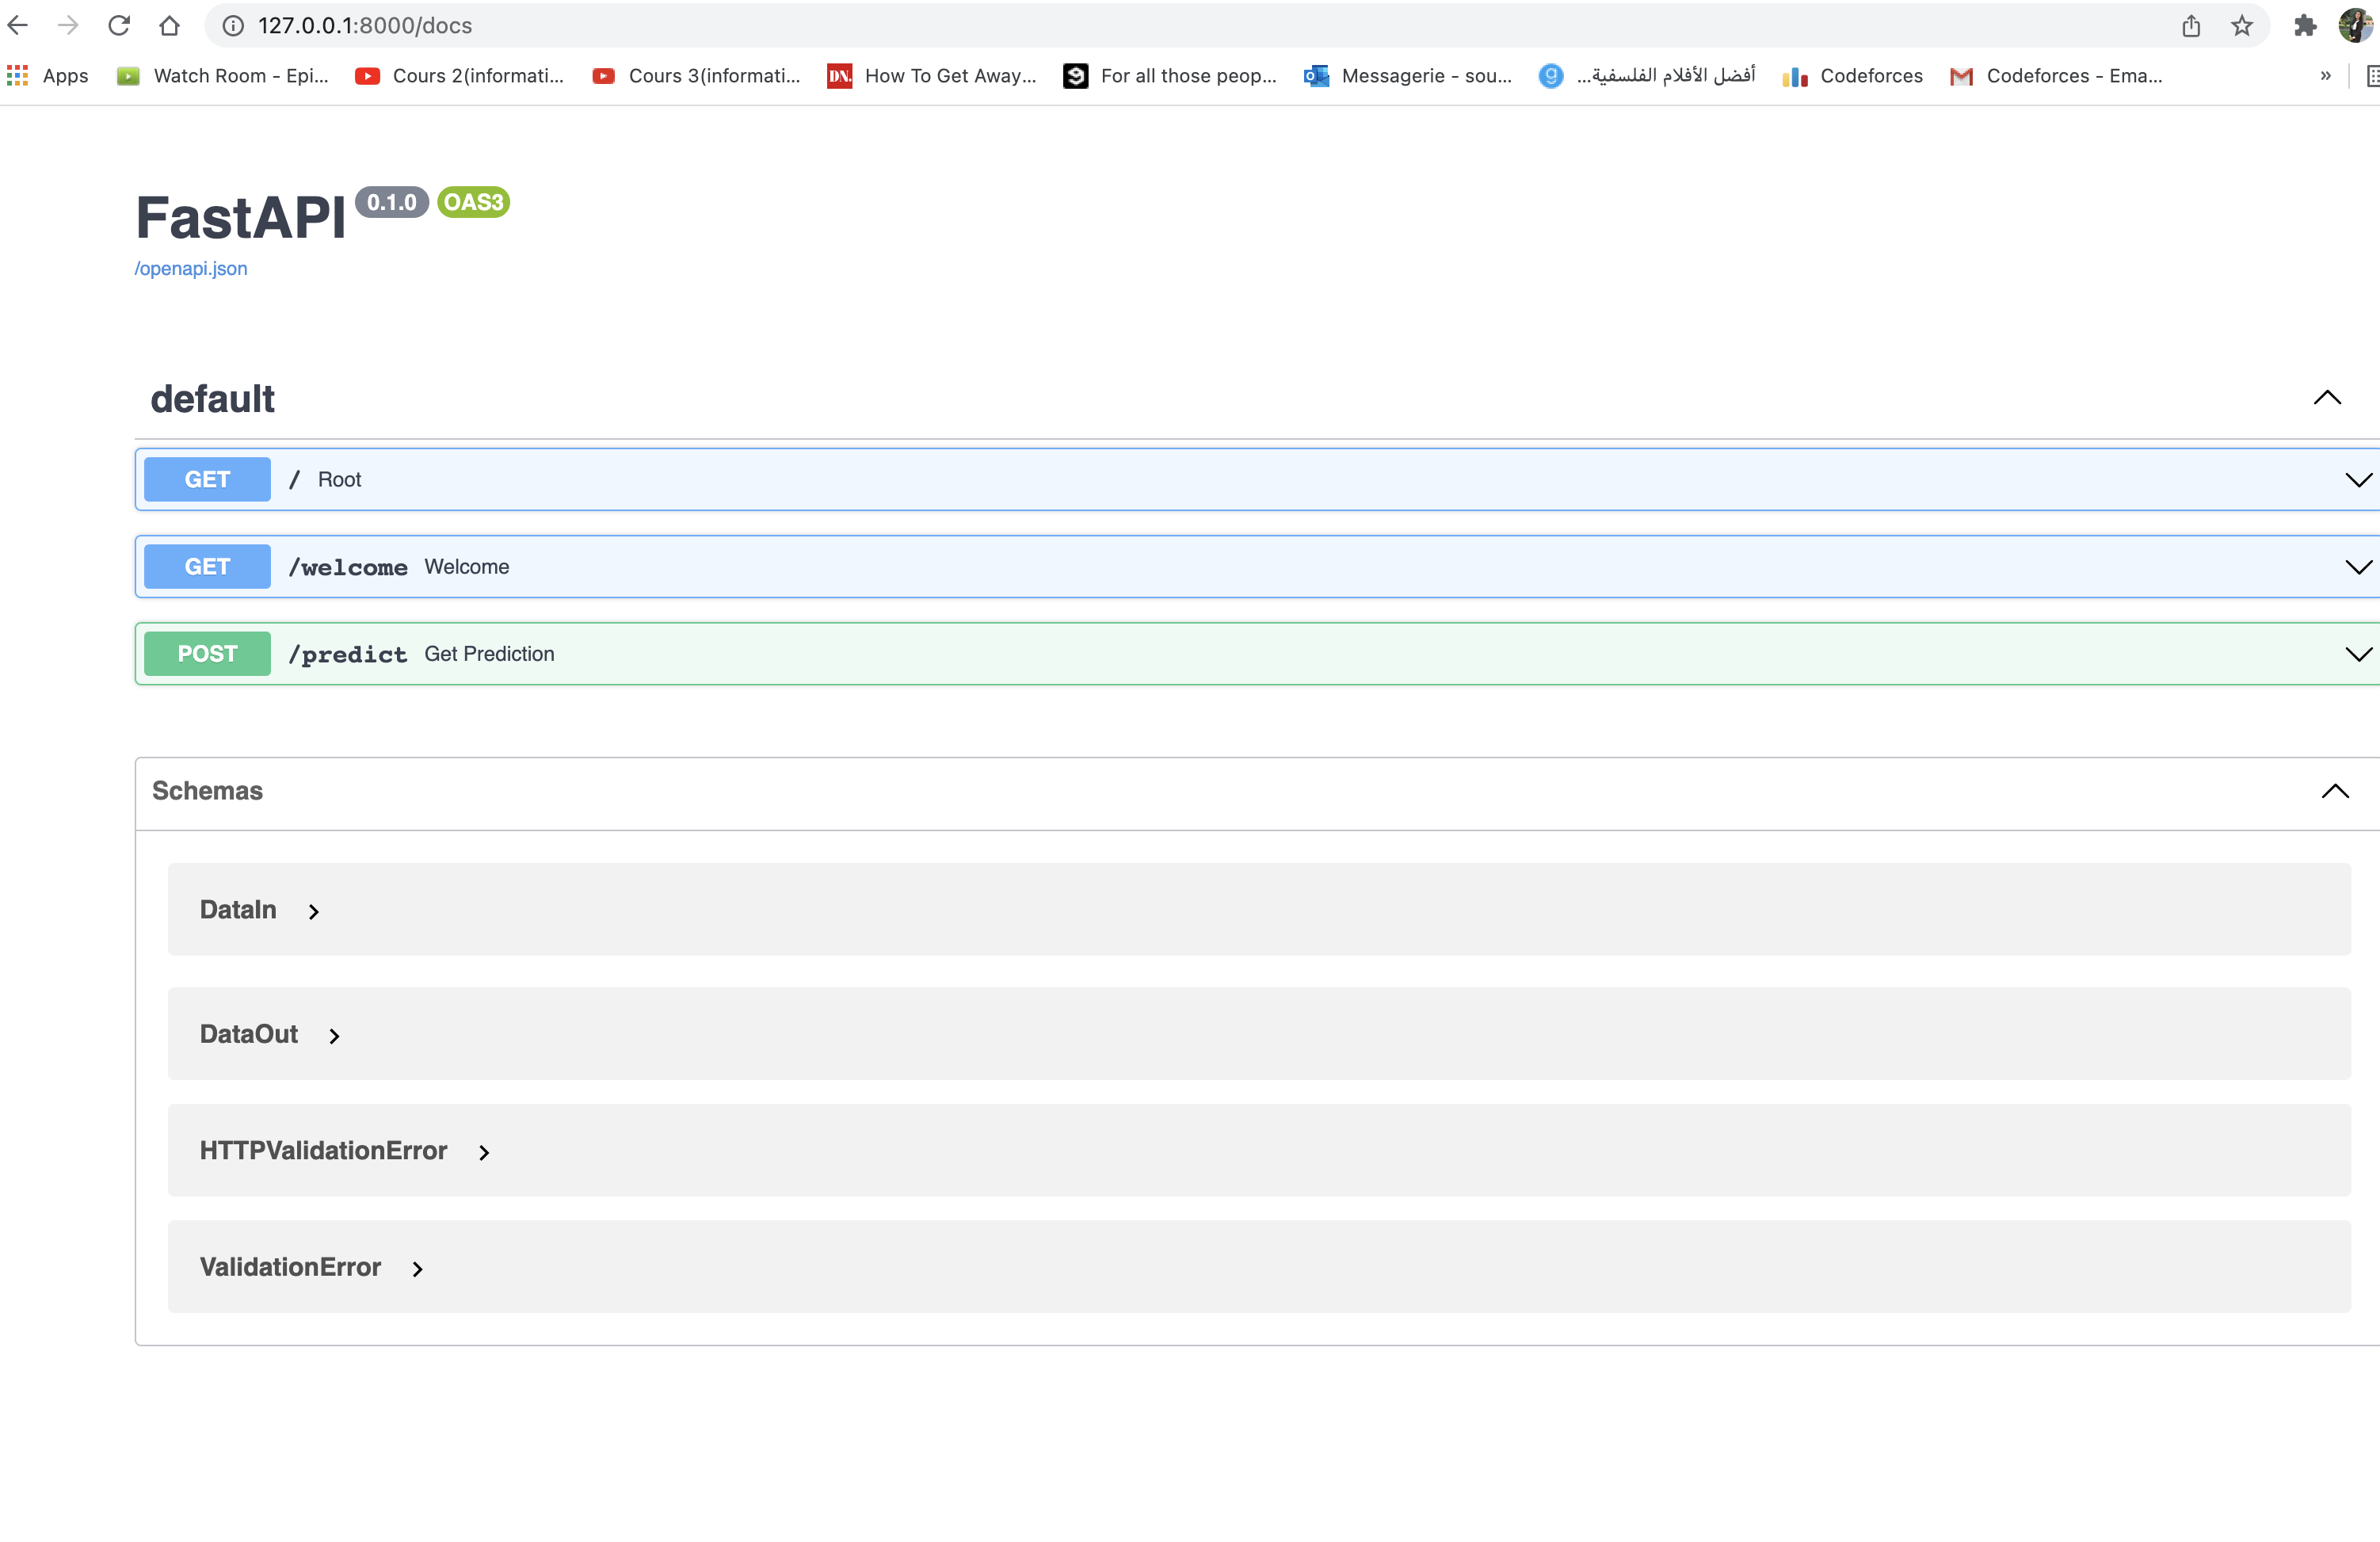 127.0.0.1:8000/docs
Apps Watch Room - Epi... Cours 2(informati... Cours 3(informati... DN. How To Get Away... For all those peop... Messagerie - sou... أفضل الأفلام الفلسفية... Codeforces Codeforces - Ema... »
FastAPI 0.1.0 OAS3
/openapi.json
default
GET / Root
GET /welcome Welcome
POST /predict Get Prediction
Schemas
DataIn
DataOut
HTTPValidationError
ValidationError